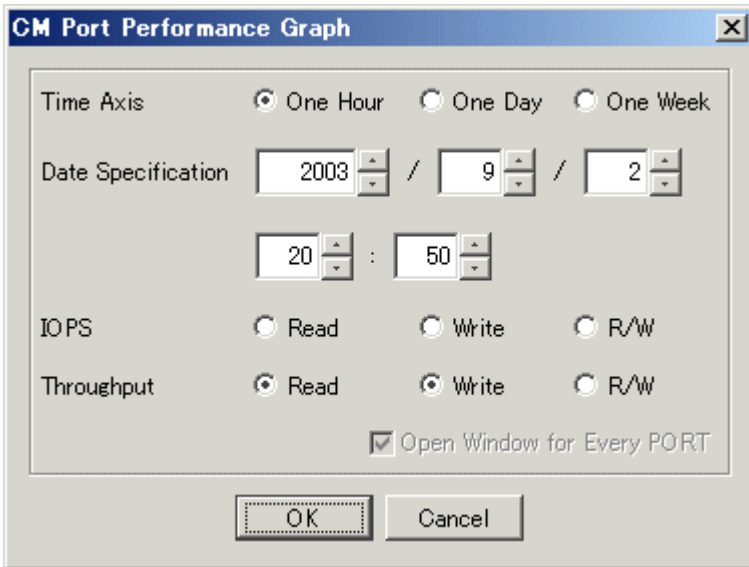 CM Port Performance Graph
Time Axis One Hour One Day One Week
Date Specification 2003 / 9 / 2
20 : 50
IOPS Read Write R/W
Throughput Read Write R/W
Open Window for Every PORT
OK Cancel